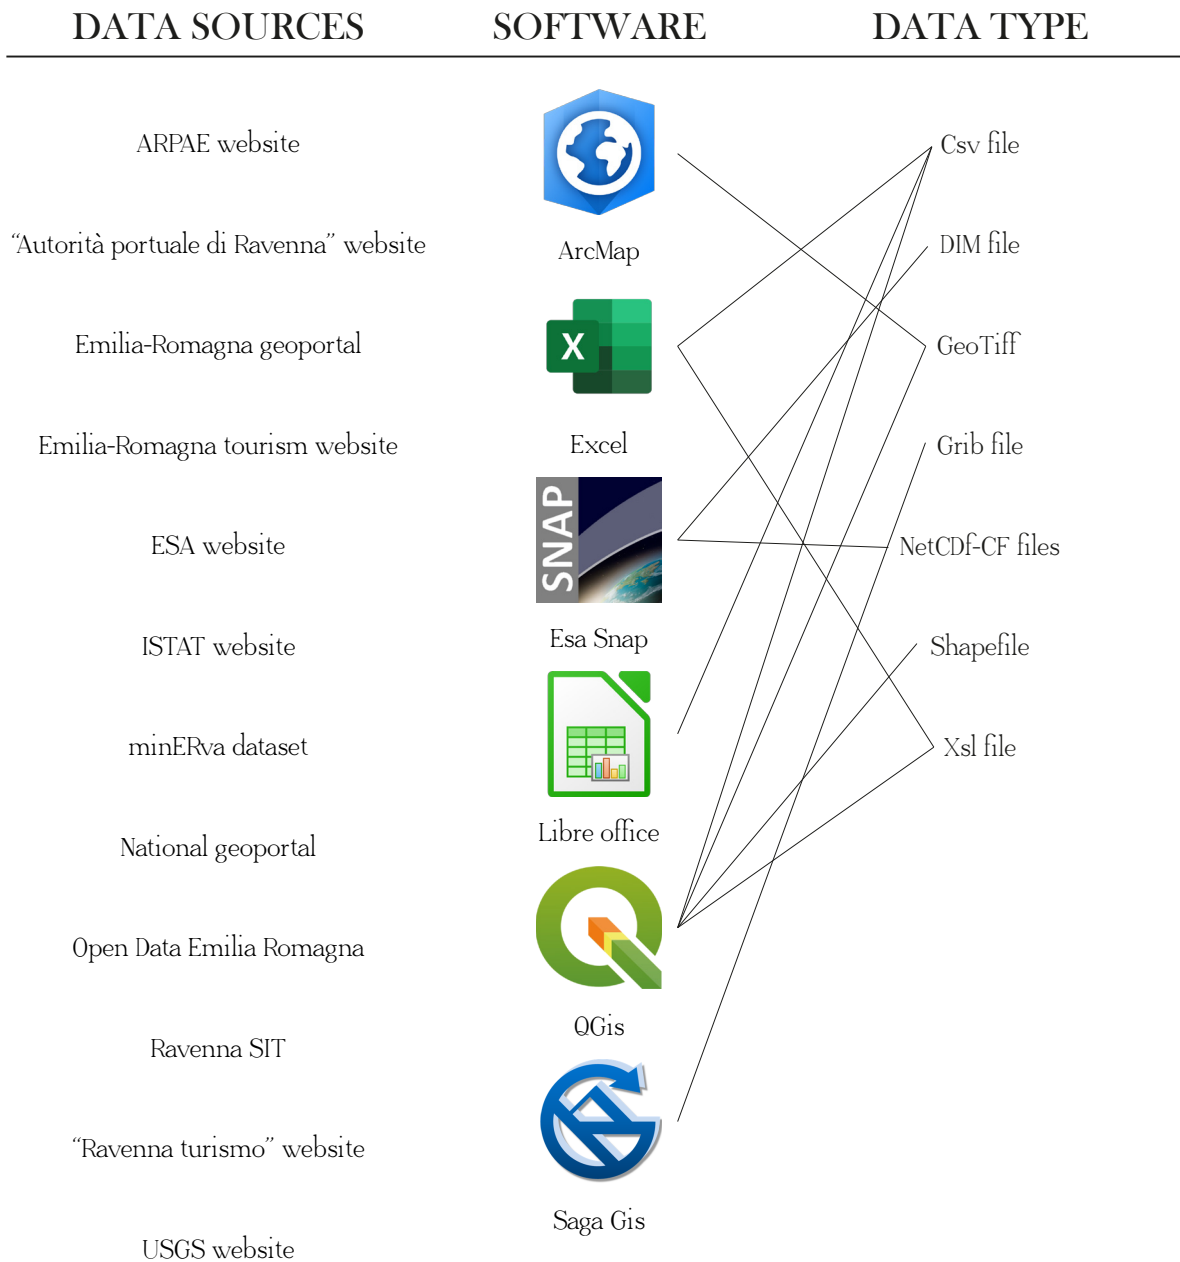 DATA SOURCES SOFTWARE DATA TYPE
ARPAE website
Csv file
“Autorità portuale di Ravenna” website
ArcMap
DIM file
Emilia-Romagna geoportal
X
GeoTiff
Emilia-Romagna tourism website
Excel
Grib file
SNAP
ESA website
NetCDf-CF files
ISTAT website
Esa Snap
Shapefile
minERva dataset
Xsl file
National geoportal
Libre office
Open Data Emilia Romagna
QGis
Ravenna SIT
“Ravenna turismo” website
Saga Gis
USGS website